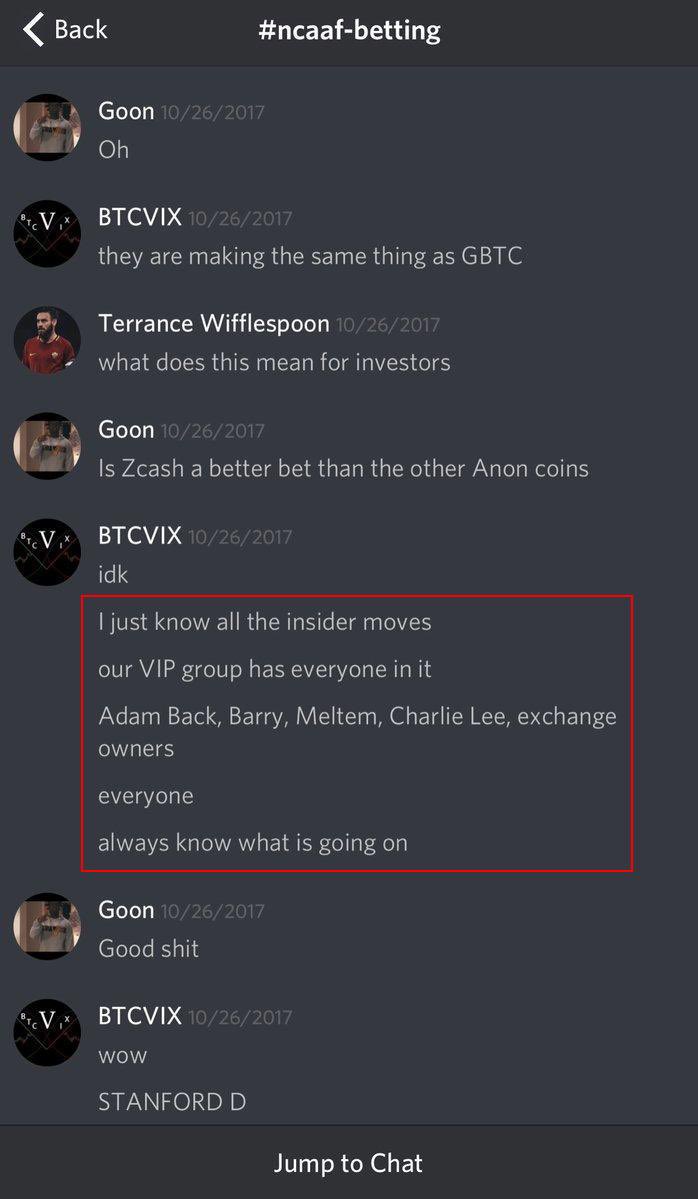 Back
#ncaaf-betting
Goon 10/26/2017
Oh
BTCVIX
BTCVIX 10/26/2017
they are making the same thing as GBTC
Terrance Wifflespoon 10/26/2017
what does this mean for investors
Goon 10/26/2017
Is Zcash a better bet than the other Anon coins
BTCVIX
BTCVIX 10/26/2017
idk
I just know all the insider moves
our VIP group has everyone in it
Adam Back, Barry, Meltem, Charlie Lee, exchange
owners
everyone
always know what is going on
Goon 10/26/2017
Good shit
BTCVIX
BTCVIX 10/26/2017
wow
STANFORD D
Jump to Chat